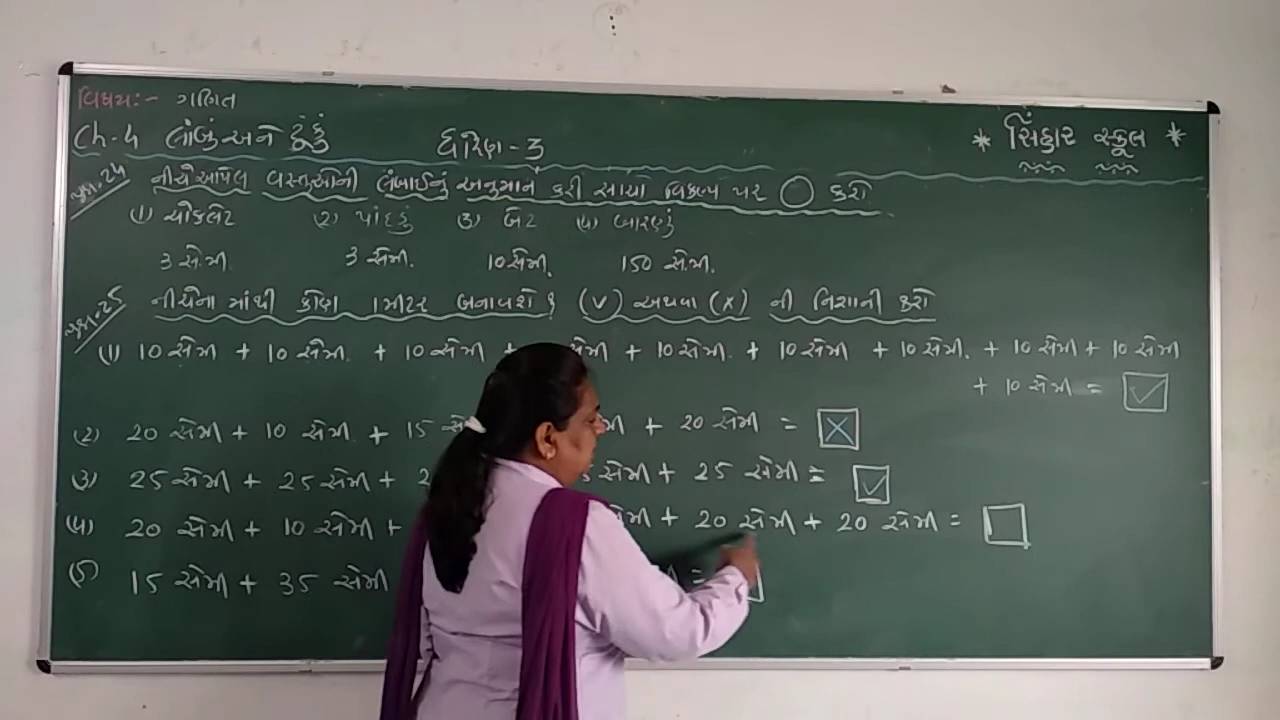 વિષય:- ગણિત
Ch-4 લાંબું અને ટૂંકું ધોરણ-3 * સિંહાર સ્કૂલ *
પ્રશ્ન.24 નીચે આપેલ વસ્તુઓની લંબાઈનું અનુમાન કરી સાચા વિકલ્પ પર ◯ કરો
(1) ચોકલેટ (2) પાંદડું (3) બેટ (4) બારણું
3 સે.મી. 3 સેમી. 10 સેમી. 150 સે.મી.
પ્રશ્ન.25 નીચેના માંથી કોણ 1 મીટર બનાવશે? (✓) અથવા (×) ની નિશાની કરો
(1) 10 સેમી + 10 સેમી. + 10 સેમી + સેમી + 10 સેમી. + 10 સેમી + 10 સેમી. + 10 સેમી + 10 સેમી
+ 10 સેમી = ✓
(2) 20 સેમી + 10 સેમી + 15 + 20 સેમી = ×
(3) 25 સેમી + 25 સેમી + સેમી + 25 સેમી = ✓
(4) 20 સેમી + 10 સેમી + સેમી + 20 સેમી + 20 સેમી =
(5) 15 સેમી + 35 સેમી =